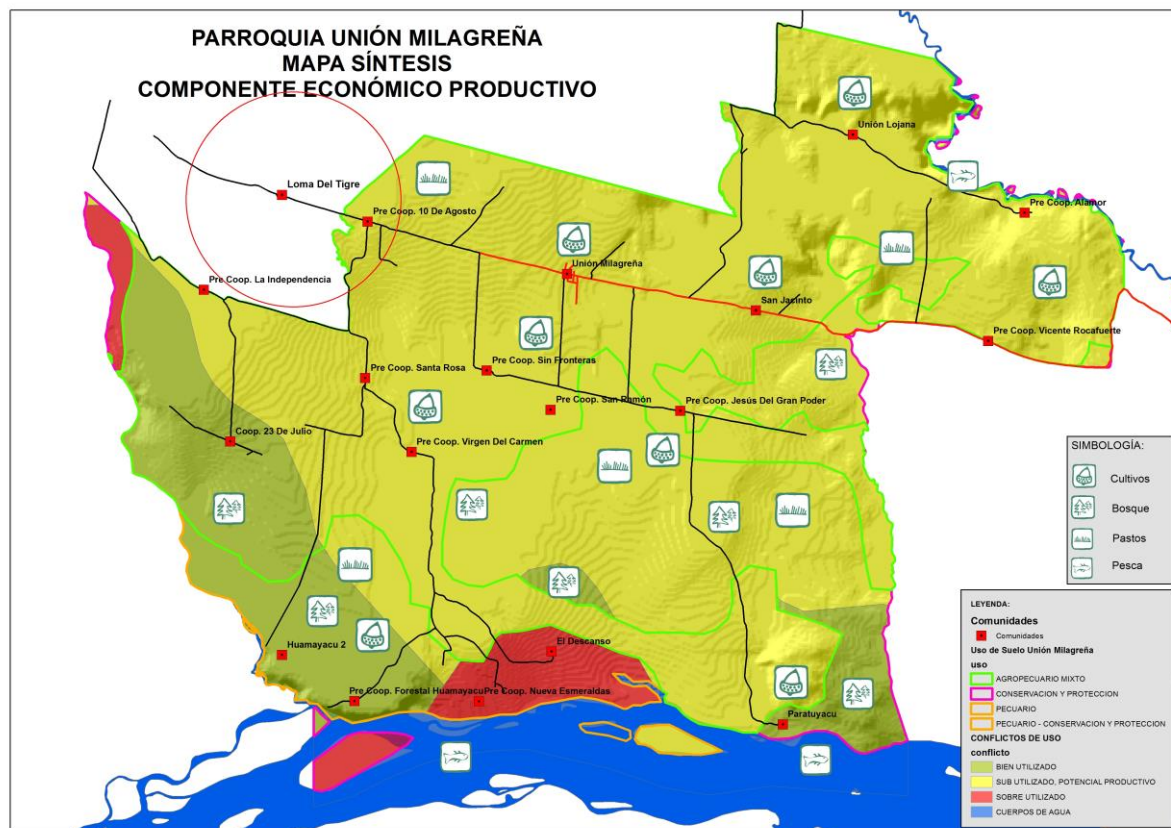 PARROQUIA UNIÓN MILAGREÑA
MAPA SÍNTESIS
COMPONENTE ECONÓMICO PRODUCTIVO
Unión Lojana
Loma Del Tigre
Pre Coop. Alamor
Pre Coop. 10 De Agosto
Unión Milagreña
Pre Coop. La Independencia
San Jacinto
Pre Coop. Vicente Rocafuerte
Pre Coop. Sin Fronteras
Pre Coop. Santa Rosa
Pre Coop. San Ramón
Pre Coop. Jesús Del Gran Poder
Coop. 23 De Julio
Pre Coop. Virgen Del Carmen
El Descanso
Huamayacu 2
Pre Coop. Forestal Huamayacu
Pre Coop. Nueva Esmeraldas
Paratuyacu
SIMBOLOGÍA:
Cultivos
Bosque
Pastos
Pesca
LEYENDA:
Comunidades
Comunidades
Uso de Suelo Unión Milagreña
uso
AGROPECUARIO MIXTO
CONSERVACION Y PROTECCION
PECUARIO
PECUARIO - CONSERVACION Y PROTECCION
CONFLICTOS DE USO
conflicto
BIEN UTILIZADO
SUB UTILIZADO, POTENCIAL PRODUCTIVO
SOBRE UTILIZADO
CUERPOS DE AGUA